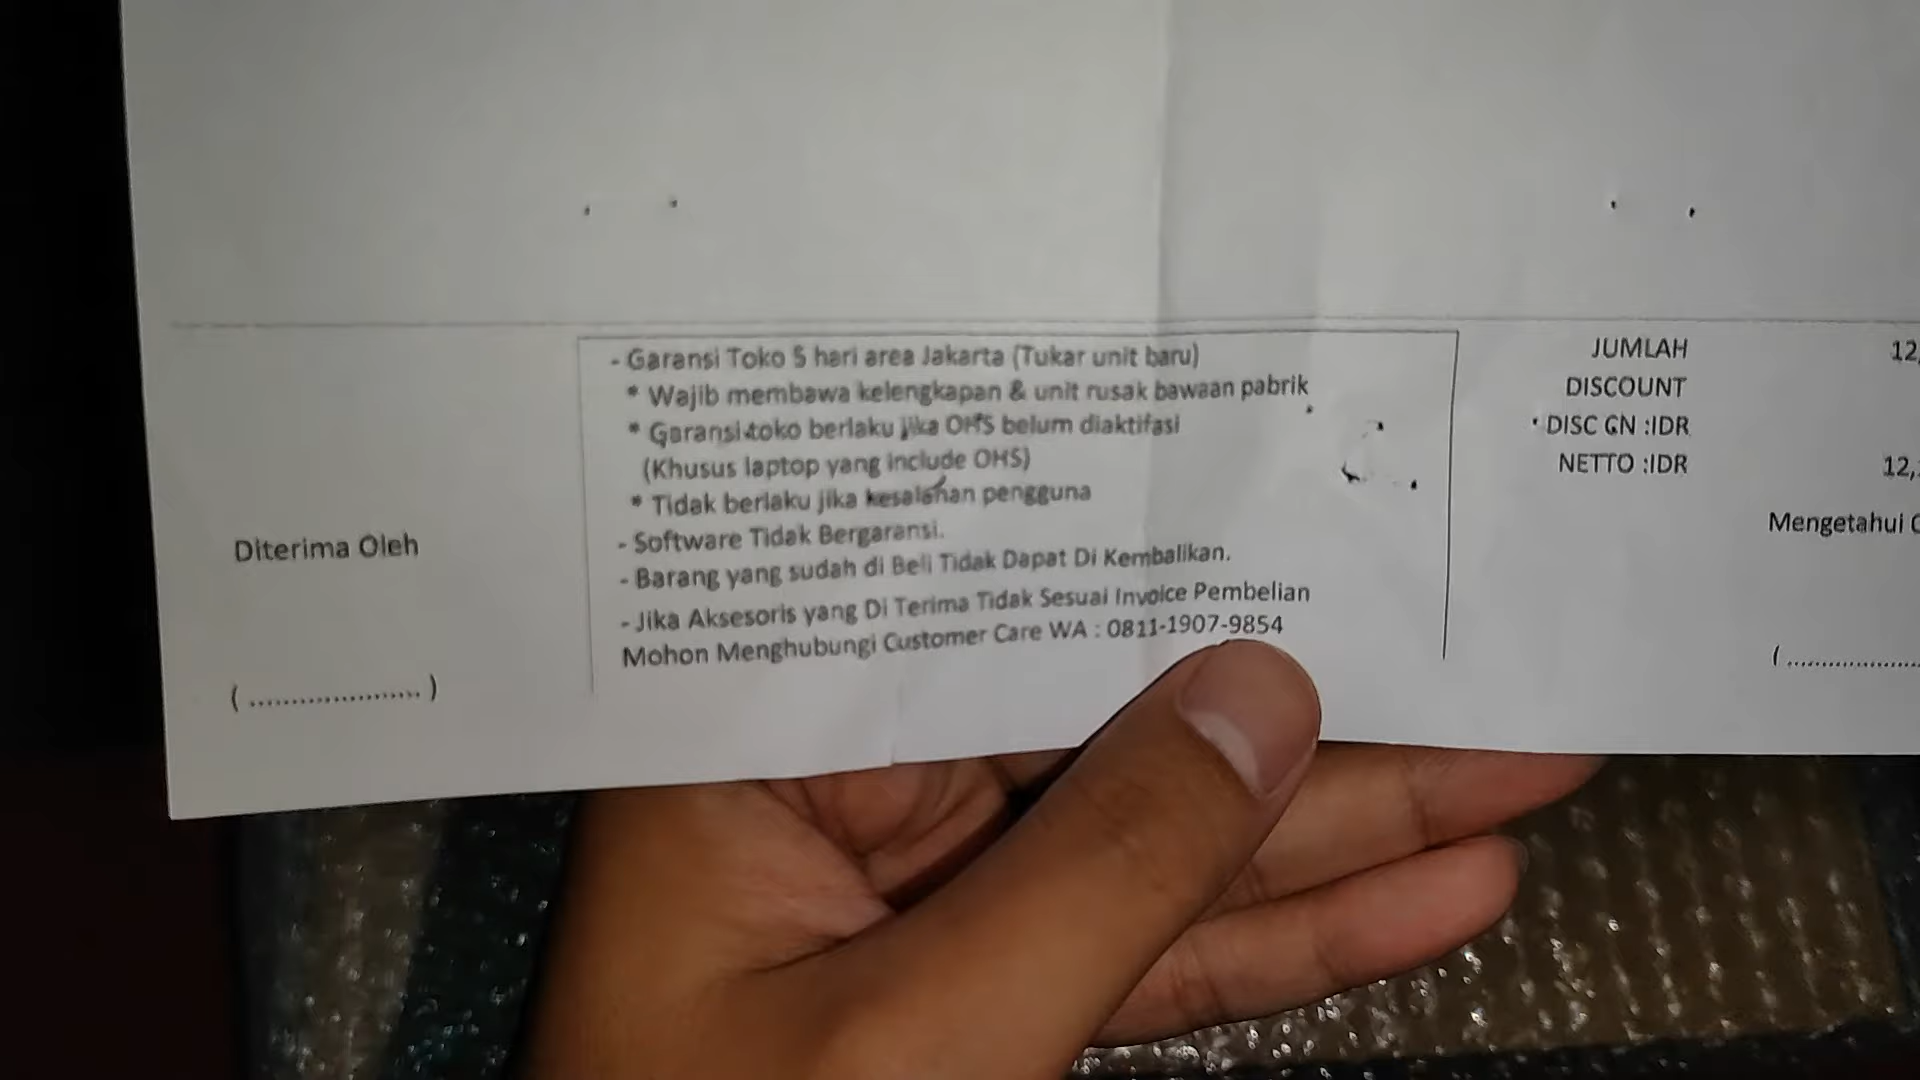 - Garansi Toko 5 hari area Jakarta (Tukar unit baru)
* Wajib membawa kelengkapan & unit rusak bawaan pabrik
* Garansi toko berlaku jika OHS belum diaktifasi
(Khusus laptop yang include OHS)
* Tidak berlaku jika kesalahan pengguna
- Software Tidak Bergaransi.
- Barang yang sudah di Beli Tidak Dapat Di Kembalikan.
- Jika Aksesoris yang Di Terima Tidak Sesuai Invoice Pembelian
Mohon Menghubungi Customer Care WA : 0811-1907-9854
Diterima Oleh
( ..................... )
JUMLAH 12,
DISCOUNT
DISC GN :IDR
NETTO :IDR 12,
Mengetahui
( .....................